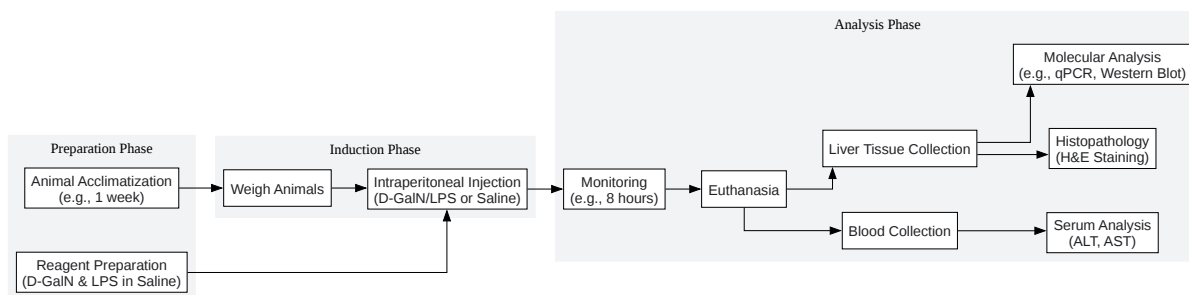 Preparation Phase
Animal Acclimatization
(e.g., 1 week)
Reagent Preparation
(D-GalN & LPS in Saline)
Induction Phase
Weigh Animals
Intraperitoneal Injection
(D-GalN/LPS or Saline)
Analysis Phase
Monitoring
(e.g., 8 hours)
Euthanasia
Liver Tissue Collection
Blood Collection
Molecular Analysis
(e.g., qPCR, Western Blot)
Histopathology
(H&E Staining)
Serum Analysis
(ALT, AST)